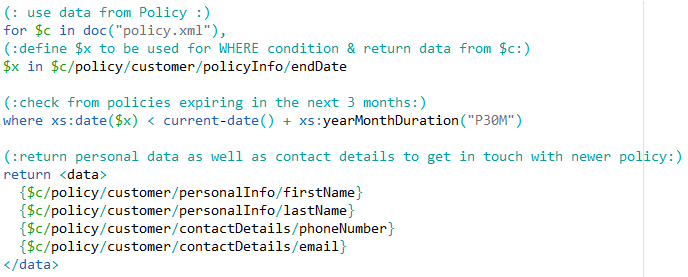 (: use data from Policy :)
for $c in doc("policy.xml"),
(:define $x to be used for WHERE condition & return data from $c:)
$x in $c/policy/customer/policyInfo/endDate
(:check from policies expiring in the next 3 months:)
where xs:date($x) < current-date() + xs:yearMonthDuration("P30M")
(:return personal data as well as contact details to get in touch with newer policy:)
return <data>
{$c/policy/customer/personalInfo/firstName}
{$c/policy/customer/personalInfo/lastName}
{$c/policy/customer/contactDetails/phoneNumber}
{$c/policy/customer/contactDetails/email}
</data>